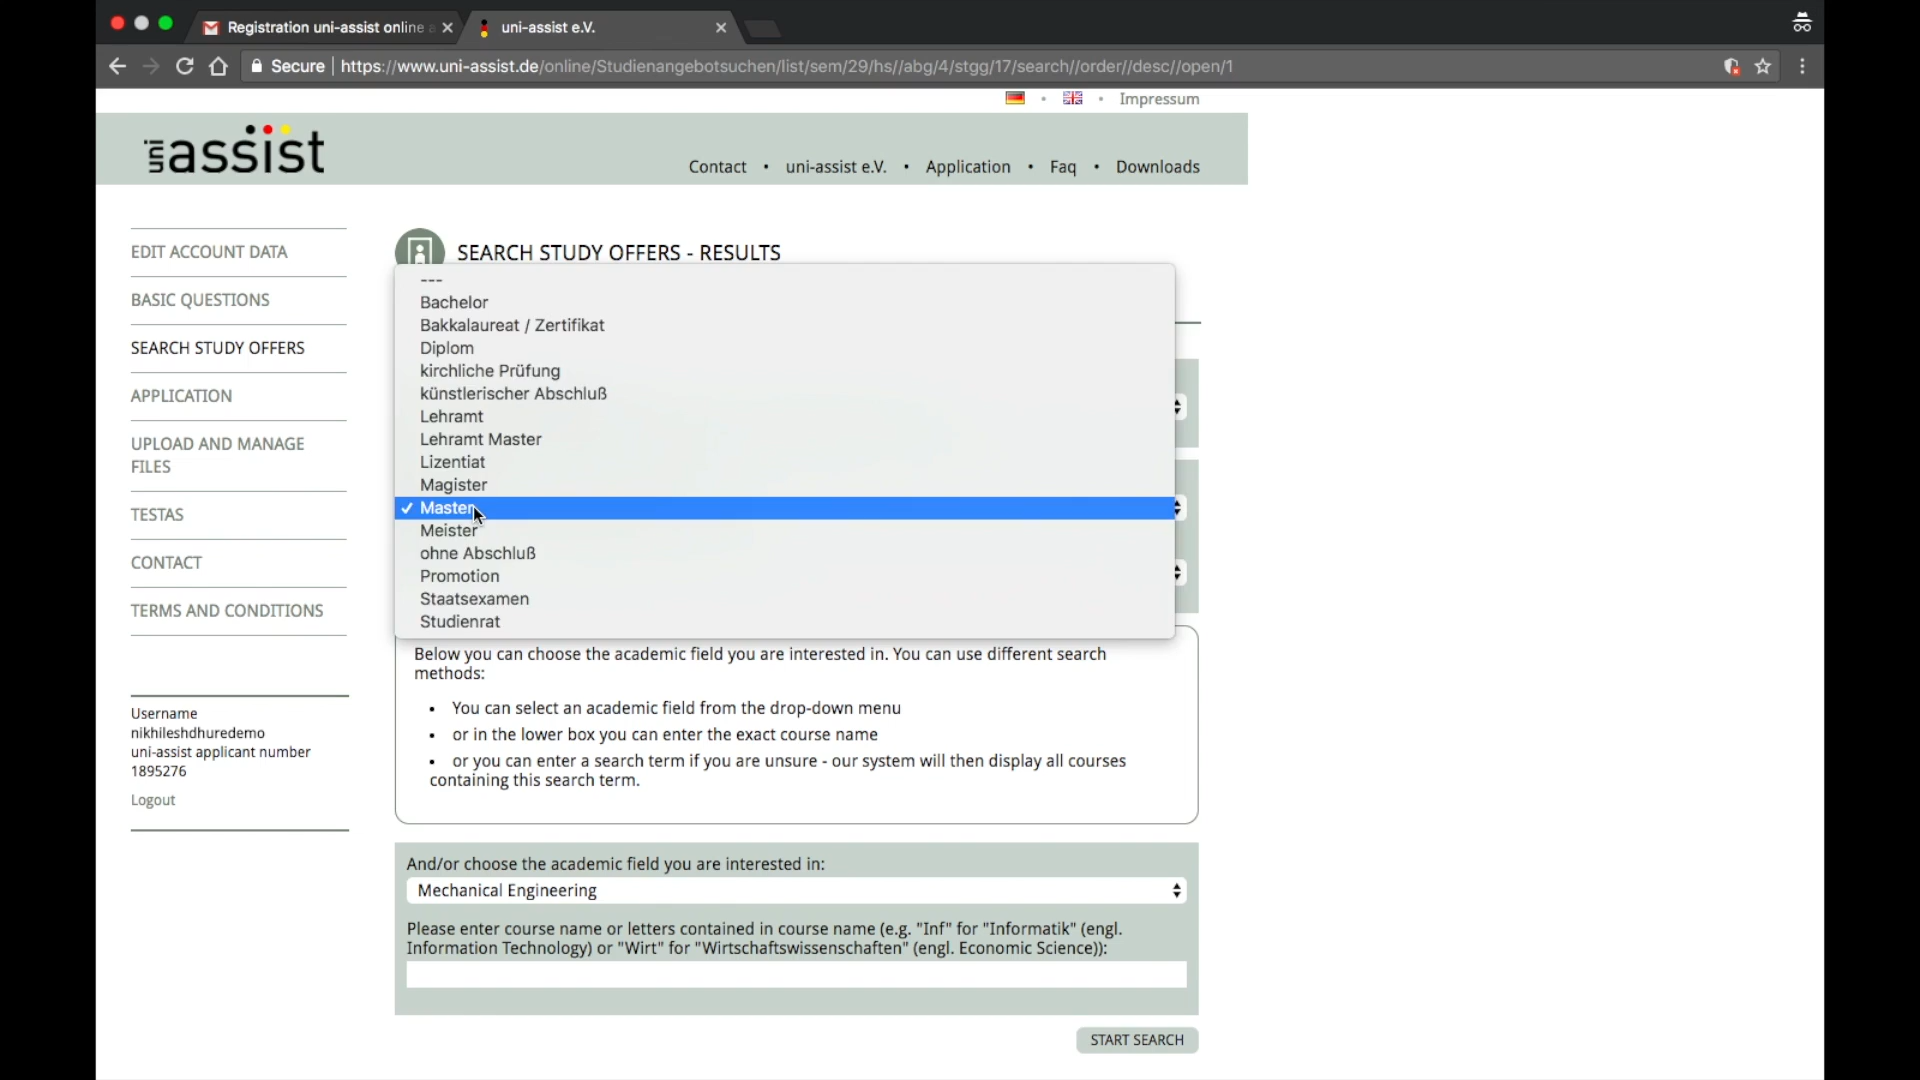 Registration uni-assist online a
uni-assist e.V.
Secure https://www.uni-assist.de/online/Studienangebotsuchen/list/sem/29/hs//abg/4/stgg/17/search//order//desc//open/1
Impressum
uni assist
Contact • uni-assist e.V. • Application • Faq • Downloads
EDIT ACCOUNT DATA
BASIC QUESTIONS
SEARCH STUDY OFFERS
APPLICATION
UPLOAD AND MANAGE
FILES
TESTAS
CONTACT
TERMS AND CONDITIONS
Username
nikhileshdhuredemo
uni-assist applicant number
1895276
Logout
SEARCH STUDY OFFERS - RESULTS
---
Bachelor
Bakkalaureat / Zertifikat
Diplom
kirchliche Prüfung
künstlerischer Abschluß
Lehramt
Lehramt Master
Lizentiat
Magister
✓ Master
Meister
ohne Abschluß
Promotion
Staatsexamen
Studienrat
Below you can choose the academic field you are interested in. You can use different search
methods:
• You can select an academic field from the drop-down menu
• or in the lower box you can enter the exact course name
• or you can enter a search term if you are unsure - our system will then display all courses
containing this search term.
And/or choose the academic field you are interested in:
Mechanical Engineering
Please enter course name or letters contained in course name (e.g. "Inf" for "Informatik" (engl.
Information Technology) or "Wirt" for "Wirtschaftswissenschaften" (engl. Economic Science)):
START SEARCH